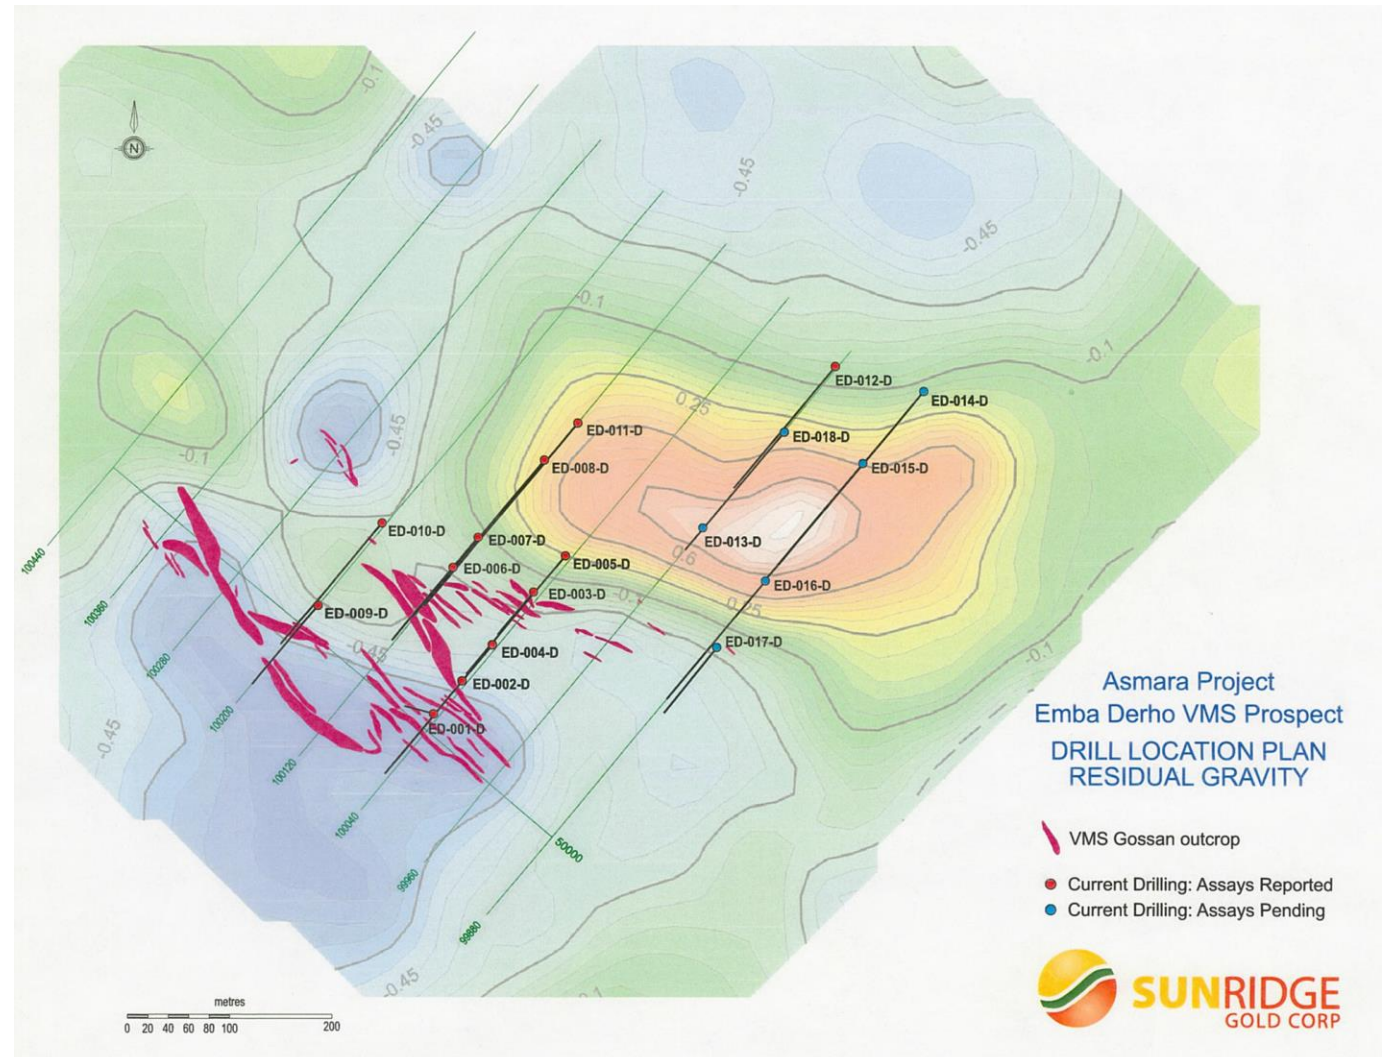 -0.1
-0.45
-0.45
-0.45
-0.1
-0.1
-0.1
-0.45
0.25
ED-012-D
ED-014-D
ED-011-D
ED-018-D
ED-008-D
ED-015-D
ED-010-D
ED-007-D
ED-013-D
ED-006-D
ED-005-D
0.6
ED-016-D
ED-003-D
-0.1
0.25
ED-009-D
ED-004-D
ED-017-D
-0.45
-0.1
ED-002-D
ED-001-D
-0.45
-0.45
0.1
N
100440
100360
100280
100200
100120
100040
99960
99880
50000
Asmara Project
Emba Derho VMS Prospect
DRILL LOCATION PLAN
RESIDUAL GRAVITY
VMS Gossan outcrop
Current Drilling: Assays Reported
Current Drilling: Assays Pending
SUNRIDGE
GOLD CORP
metres
0 20 40 60 80 100 200